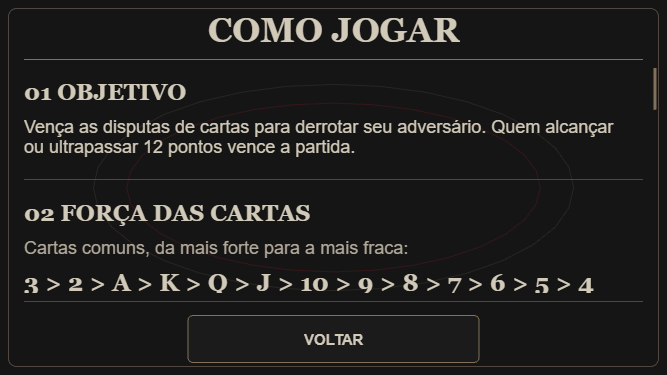 COMO JOGAR
01 OBJETIVO
Vença as disputas de cartas para derrotar seu adversário. Quem alcançar
ou ultrapassar 12 pontos vence a partida.
02 FORÇA DAS CARTAS
Cartas comuns, da mais forte para a mais fraca:
3 > 2 > A > K > Q > J > 10 > 9 > 8 > 7 > 6 > 5 > 4
VOLTAR